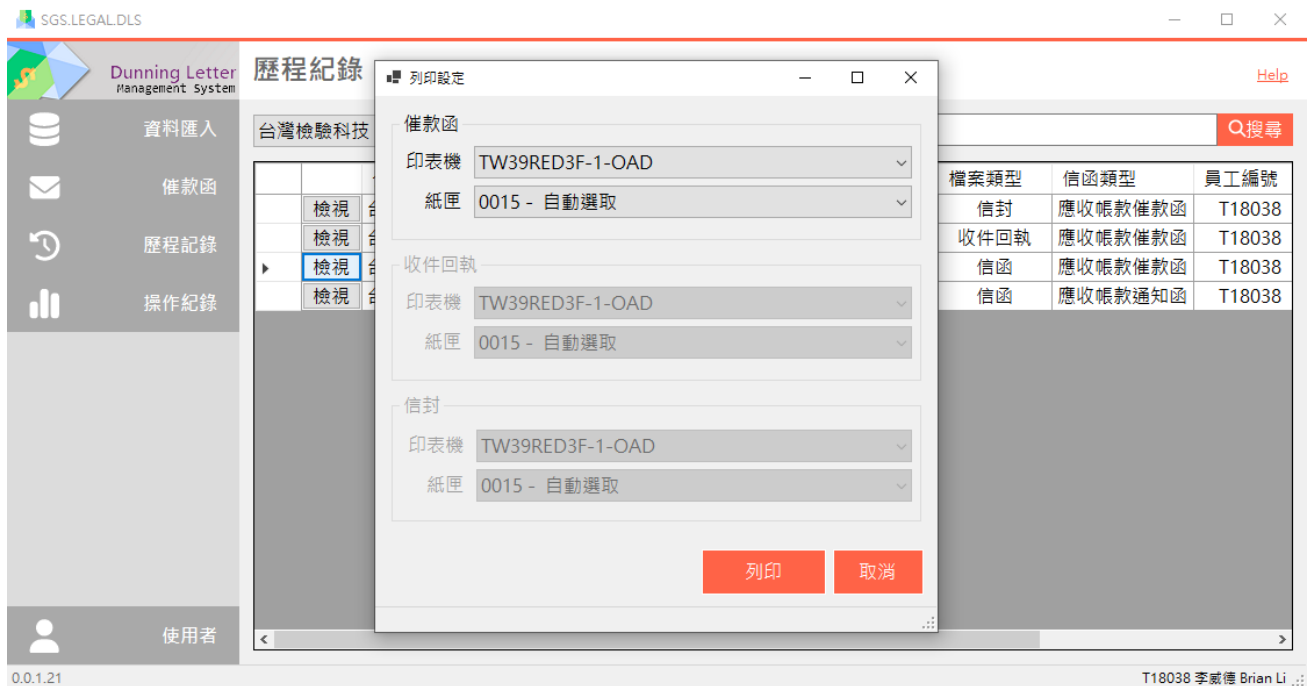 SGS.LEGAL.DLS
Dunning Letter
Management System
歷程紀錄
Help
資料匯入
催款函
歷程記錄
操作紀錄
使用者
台灣檢驗科技
搜尋
檔案類型 信函類型 員工編號
檢視 信封 應收帳款催款函 T18038
檢視 收件回執 應收帳款催款函 T18038
檢視 信函 應收帳款催款函 T18038
檢視 信函 應收帳款通知函 T18038
列印設定
催款函
印表機 TW39RED3F-1-OAD
紙匣 0015 - 自動選取
收件回執
印表機 TW39RED3F-1-OAD
紙匣 0015 - 自動選取
信封
印表機 TW39RED3F-1-OAD
紙匣 0015 - 自動選取
列印 取消
0.0.1.21
T18038 李威德 Brian Li